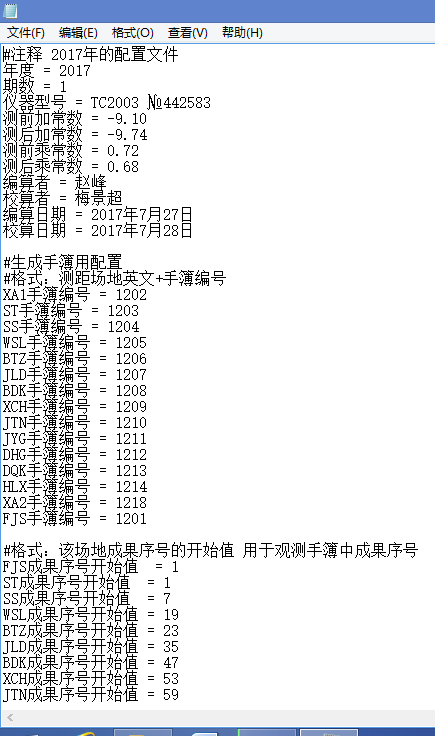 文件(F) 编辑(E) 格式(O) 查看(V) 帮助(H)
#注释 2017年的配置文件
年度 = 2017
期数 = 1
仪器型号 = TC2003 №442583
测前加常数 = -9.10
测后加常数 = -9.74
测前乘常数 = 0.72
测后乘常数 = 0.68
编算者 = 赵峰
校算者 = 梅景超
编算日期 = 2017年7月27日
校算日期 = 2017年7月28日
#生成手簿用配置
#格式: 测距场地英文+手簿编号
XA1手簿编号 = 1202
ST手簿编号 = 1203
SS手簿编号 = 1204
WSL手簿编号 = 1205
BTZ手簿编号 = 1206
JLD手簿编号 = 1207
BDK手簿编号 = 1208
XCH手簿编号 = 1209
JTN手簿编号 = 1210
JYG手簿编号 = 1211
DHG手簿编号 = 1212
DQK手簿编号 = 1213
HLX手簿编号 = 1214
XA2手簿编号 = 1218
FJS手簿编号 = 1201
#格式: 该场地成果序号的开始值 用于观测手簿中成果序号
FJS成果序号开始值 = 1
ST成果序号开始值 = 1
SS成果序号开始值 = 7
WSL成果序号开始值 = 19
BTZ成果序号开始值 = 23
JLD成果序号开始值 = 35
BDK成果序号开始值 = 47
XCH成果序号开始值 = 53
JTN成果序号开始值 = 59